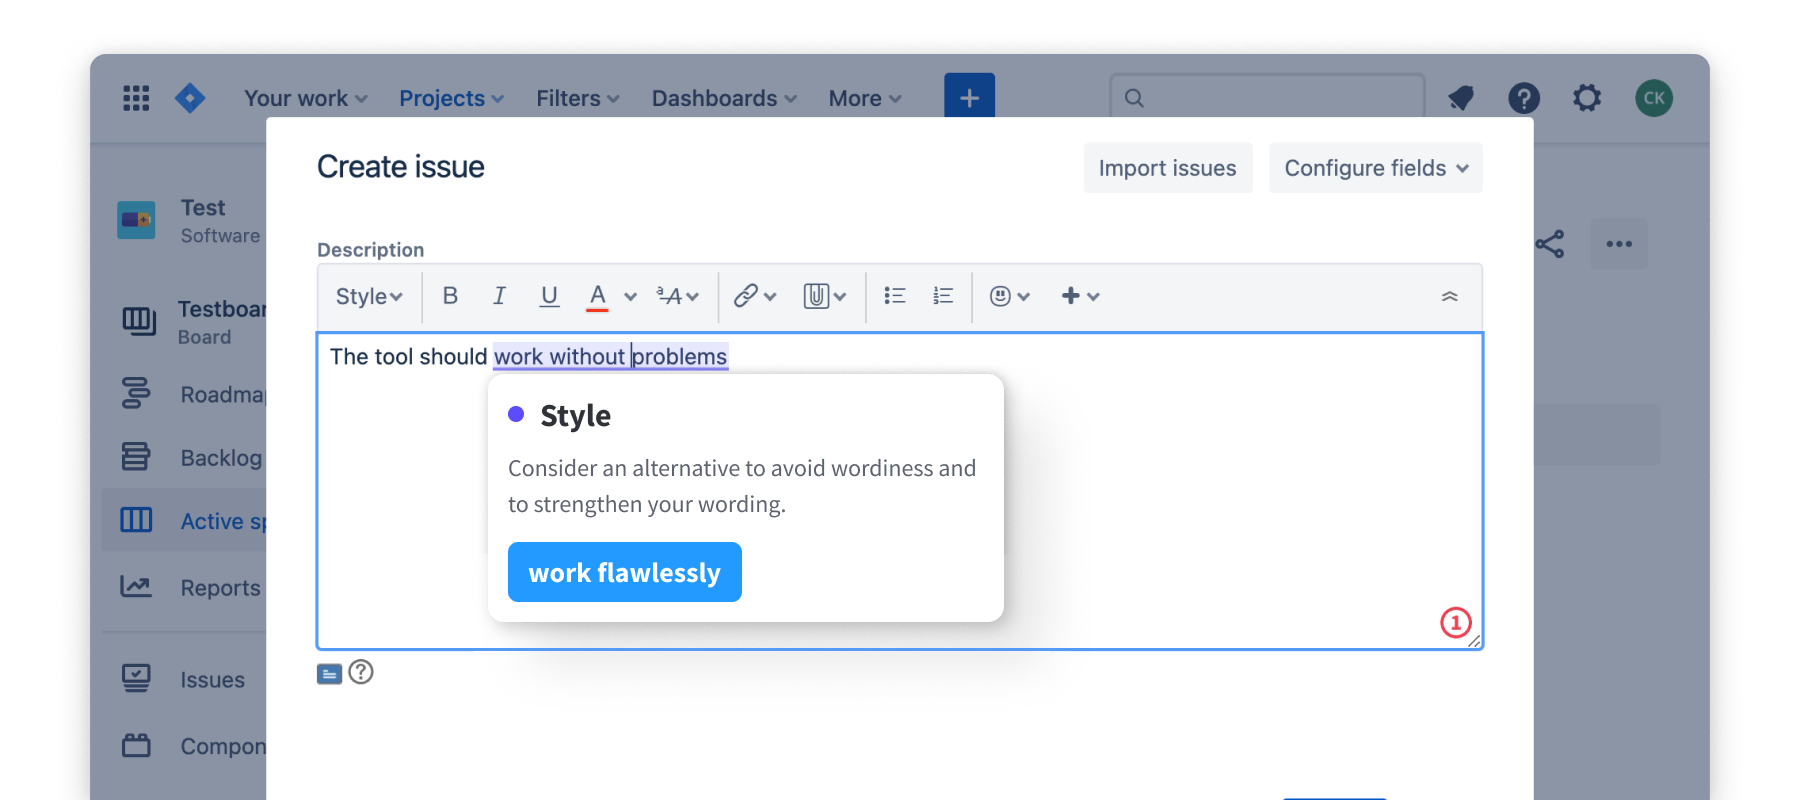 Your work Projects Filters Dashboards More +
? CK
Create issue
Import issues Configure fields
Test
Software
Description
Style B I U A ªA
Testboar
Board
The tool should work without problems
Roadma
Style
Consider an alternative to avoid wordiness and
to strengthen your wording.
Backlog
Active sp
work flawlessly
Reports
1
?
Issues
Compon